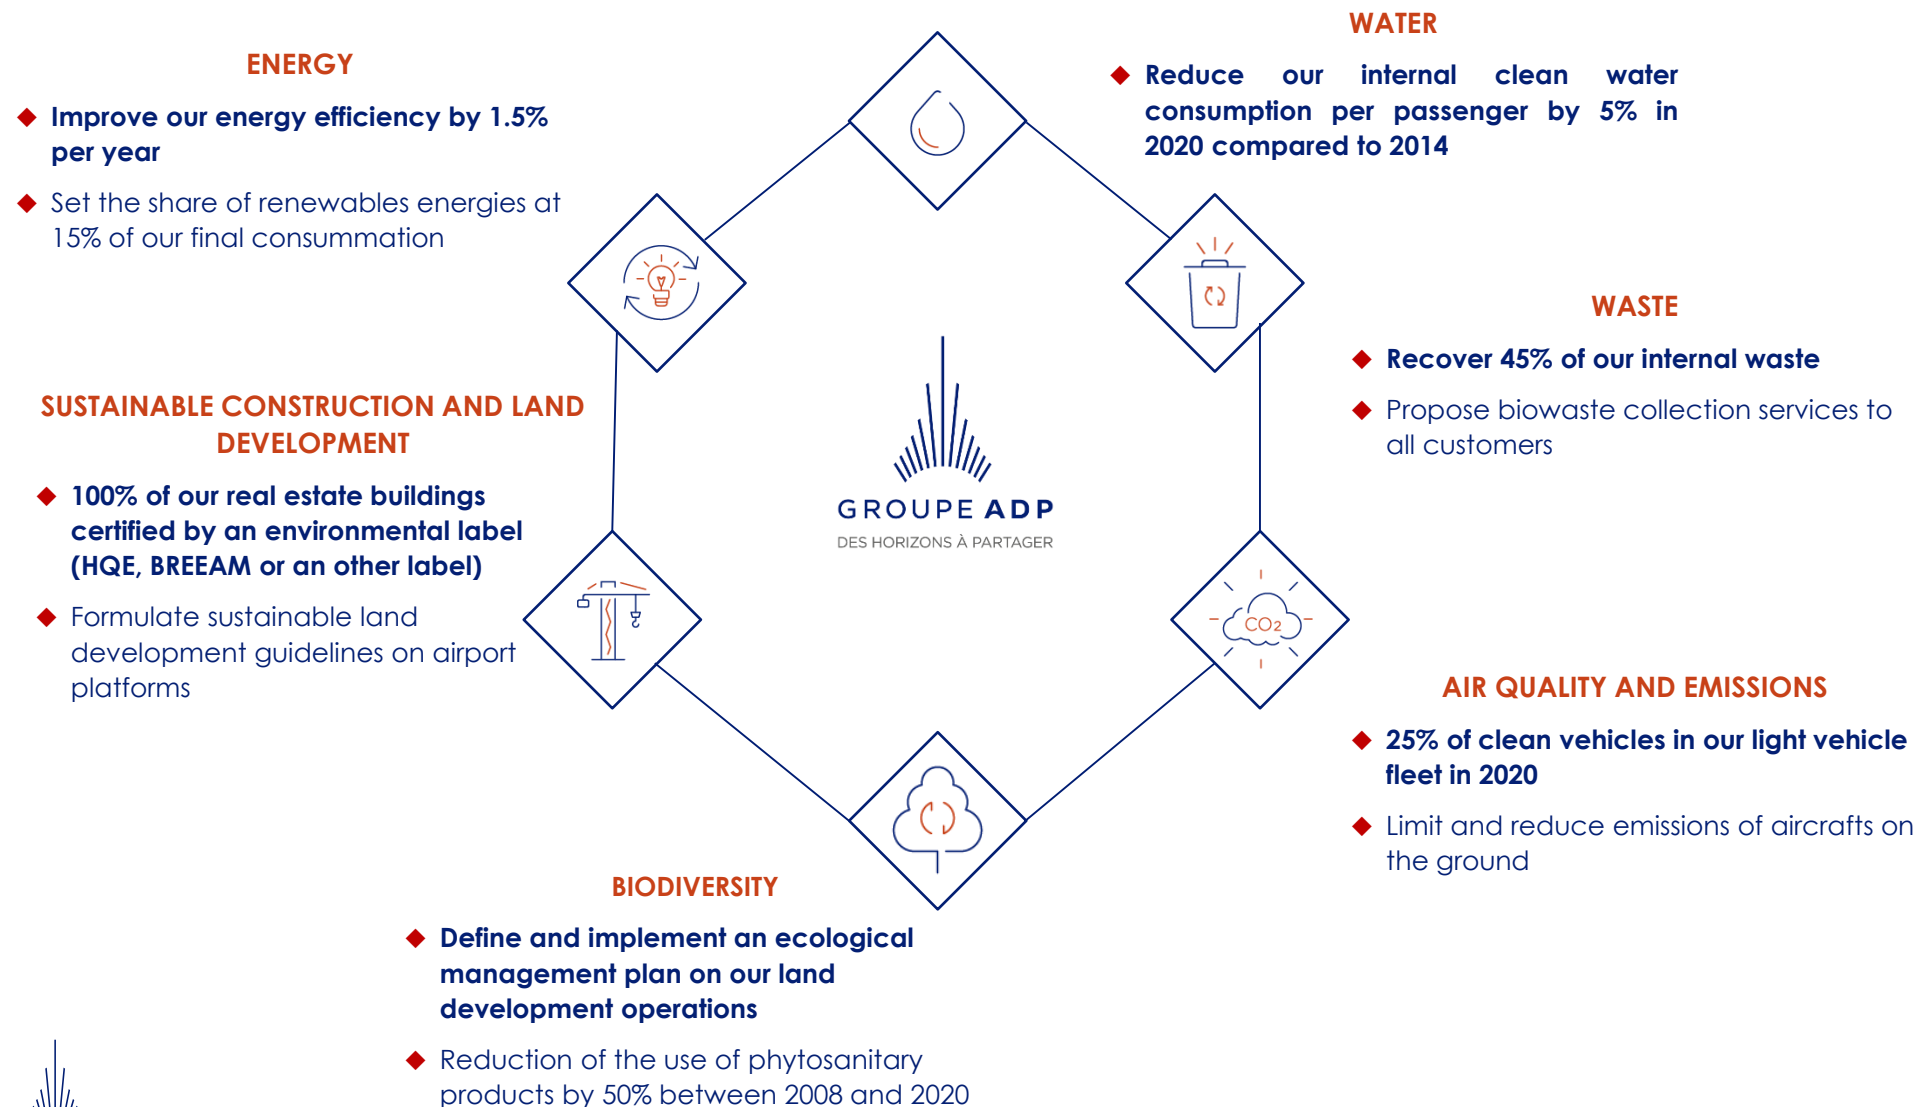 ENERGY
Improve our energy efficiency by 1.5%
per year
Set the share of renewables energies at
15% of our final consummation
WATER
Reduce our internal clean water
consumption per passenger by 5% in
2020 compared to 2014
WASTE
Recover 45% of our internal waste
Propose biowaste collection services to
all customers
SUSTAINABLE CONSTRUCTION AND LAND
DEVELOPMENT
100% of our real estate buildings
certified by an environmental label
(HQE, BREEAM or an other label)
Formulate sustainable land
development guidelines on airport
platforms
GROUPE ADP
DES HORIZONS À PARTAGER
CO2
AIR QUALITY AND EMISSIONS
25% of clean vehicles in our light vehicle
fleet in 2020
Limit and reduce emissions of aircrafts on
the ground
BIODIVERSITY
Define and implement an ecological
management plan on our land
development operations
Reduction of the use of phytosanitary
products by 50% between 2008 and 2020